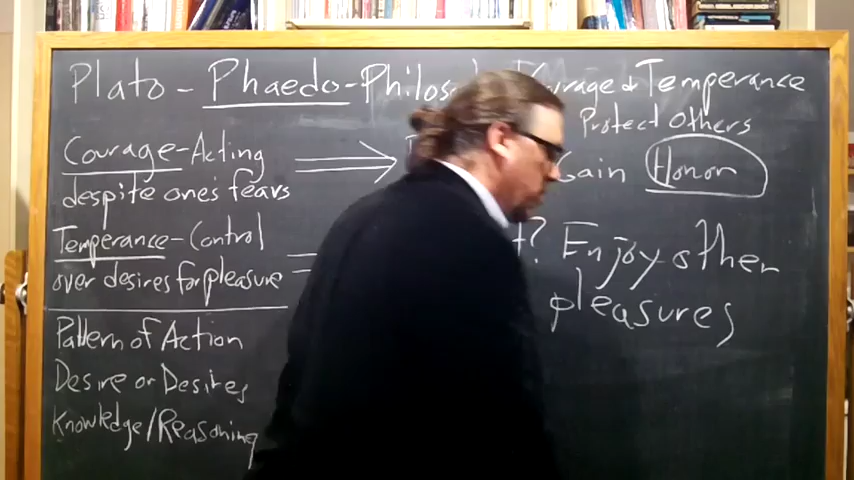 Plato - Phaedo - Philos Courage & Temperance
Protect Others
Courage - Acting
despite one's fears
Gain Honor
Temperance - Control
over desires for pleasure
t? Enjoy other
pleasures
Pattern of Action
Desire or Desires
Knowledge/Reasoning